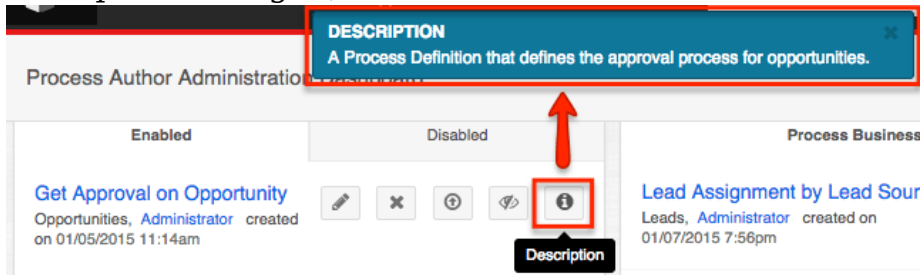 DESCRIPTION
A Process Definition that defines the approval process for opportunities.
Process Author Administration
Enabled
Disabled
Process Business
Get Approval on Opportunity
Opportunities, Administrator created
on 01/05/2015 11:14am
Description
Lead Assignment by Lead Sour
Leads, Administrator created on
01/07/2015 7:56pm